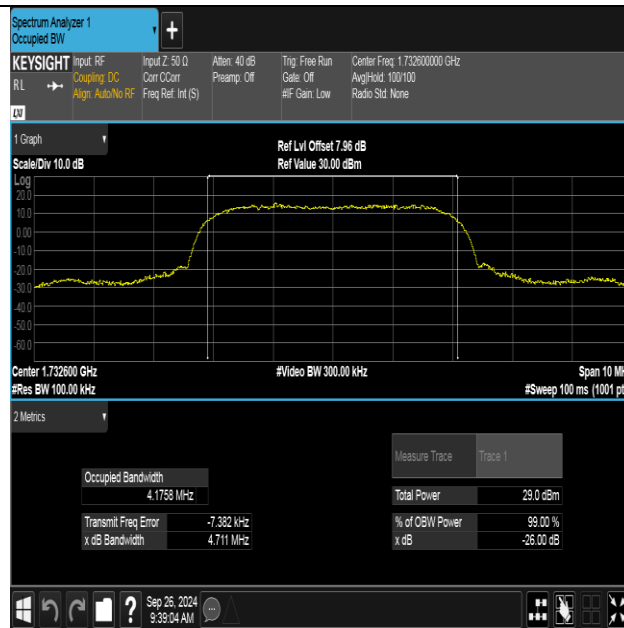 Spectrum Analyzer 1
Occupied BW
+
KEYSIGHT Input: RF Input Z: 50 Ω Atten: 40 dB Trig: Free Run Center Freq: 1.732600000 GHz
RL Coupling: DC Corr CCorr Preamp: Off Gate: Off Avg|Hold: 100/100
Align: Auto/No RF Freq Ref: Int (S) #IF Gain: Low Radio Std: None
LXI
1 Graph
Ref Lvl Offset 7.96 dB
Scale/Div 10.0 dB Ref Value 30.00 dBm
Log
20.0
10.0
0.00
-10.0
-20.0
-30.0
-40.0
-50.0
-60.0
Center 1.732600 GHz #Video BW 300.00 kHz Span 10 M
#Res BW 100.00 kHz #Sweep 100 ms (1001 pt
2 Metrics
Measure Trace Trace 1
Occupied Bandwidth
4.1758 MHz Total Power 29.0 dBm
Transmit Freq Error -7.382 kHz % of OBW Power 99.00 %
x dB Bandwidth 4.711 MHz x dB -26.00 dB
? Sep 26, 2024
9:39:04 AM